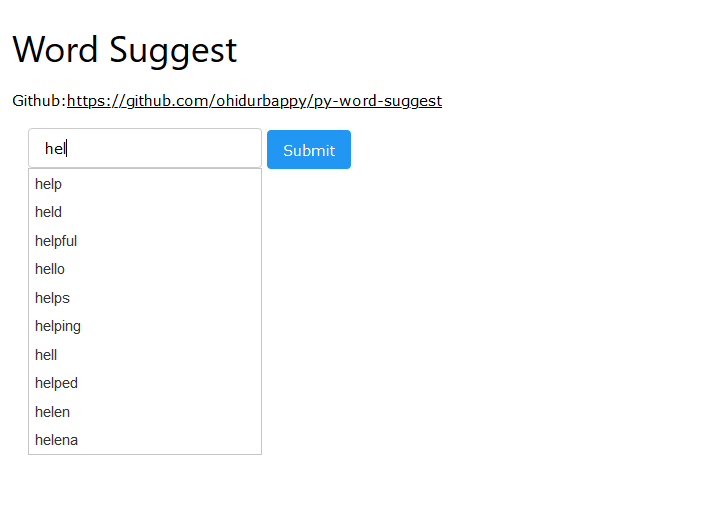 Word Suggest
Github:https://github.com/ohidurbappy/py-word-suggest
hel
Submit
help
held
helpful
hello
helps
helping
hell
helped
helen
helena